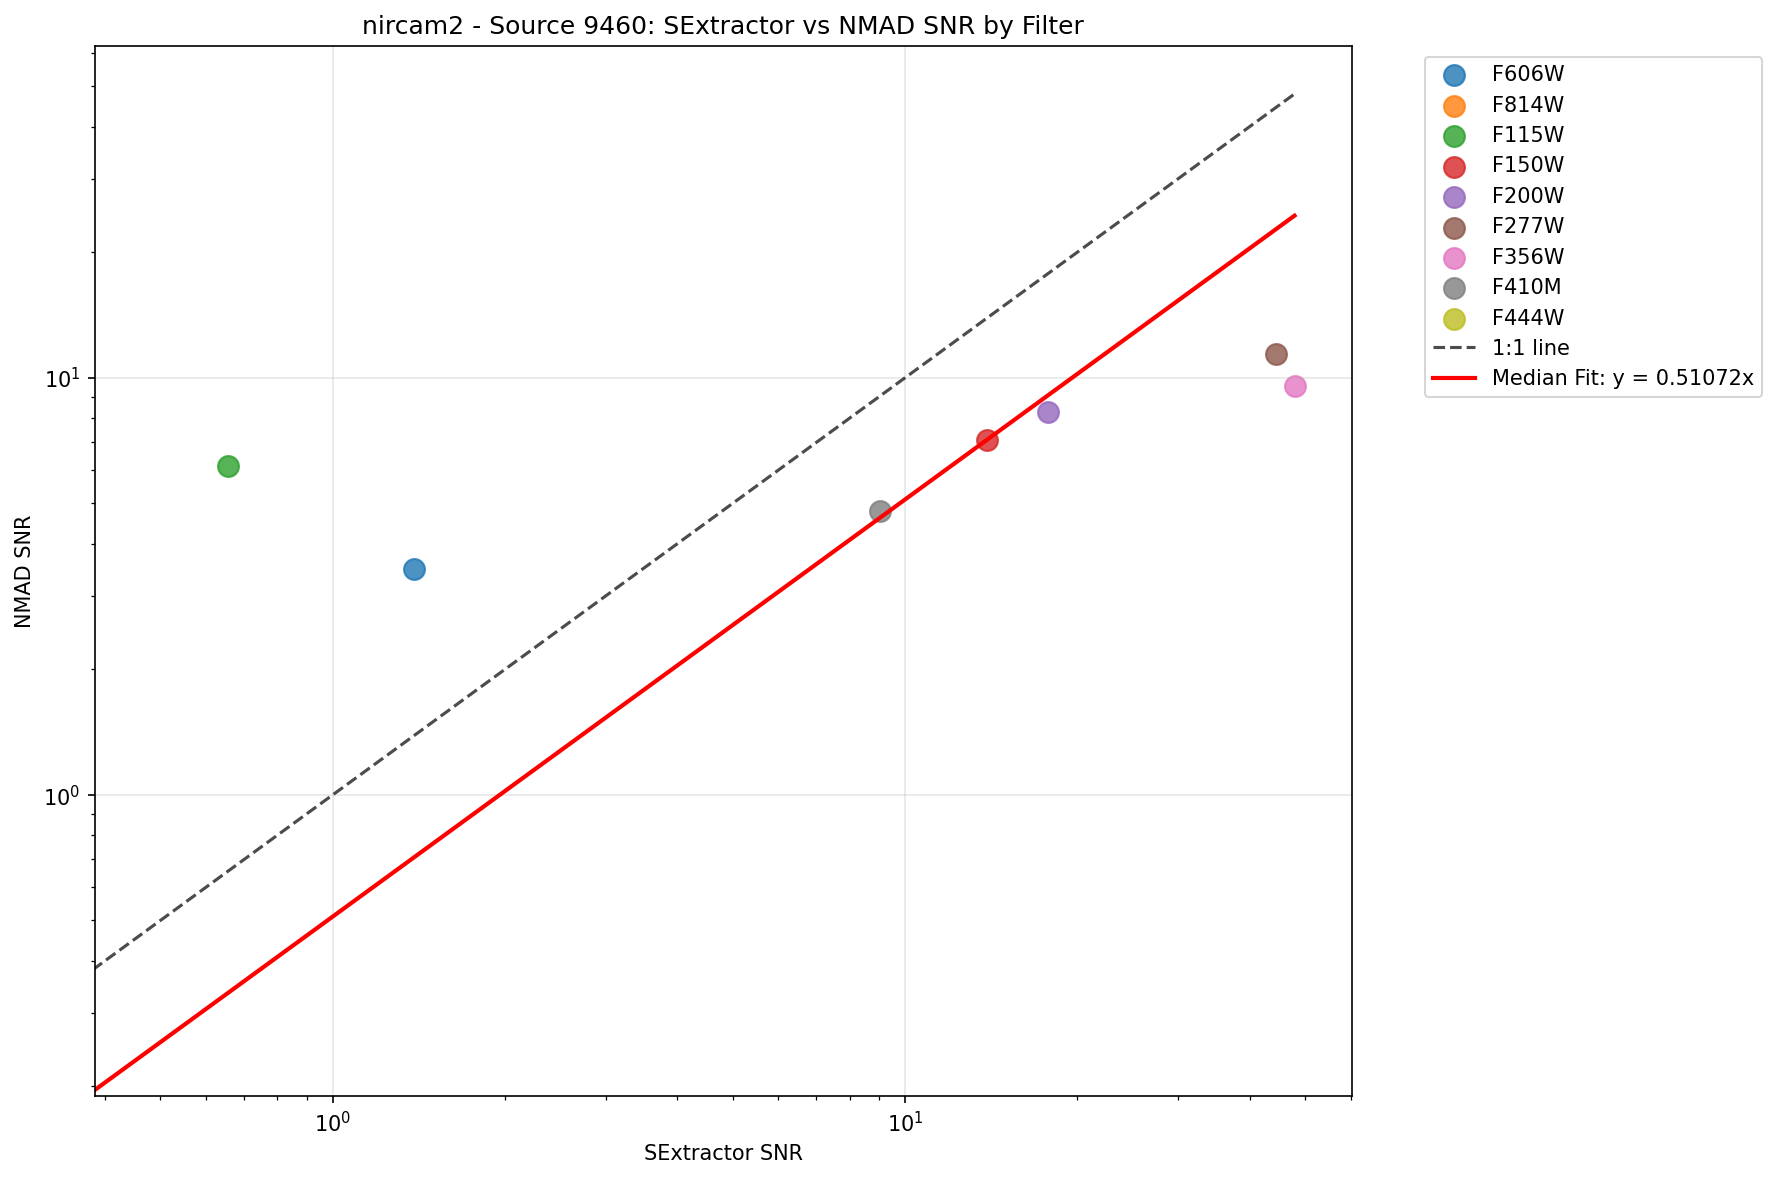 nircam2 - Source 9460: SExtractor vs NMAD SNR by Filter
F606W
F814W
F115W
F150W
F200W
F277W
F356W
F410M
F444W
1:1 line
Median Fit: y = 0.51072x
NMAD SNR
10¹
10⁰
10⁰
10¹
SExtractor SNR